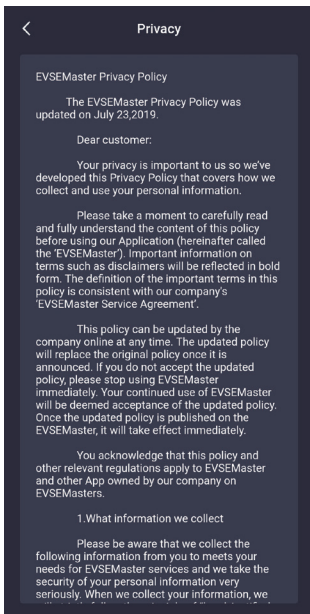 Privacy
EVSEMaster Privacy Policy
The EVSEMaster Privacy Policy was
updated on July 23,2019.
Dear customer:
Your privacy is important to us so we've
developed this Privacy Policy that covers how we
collect and use your personal information.
Please take a moment to carefully read
and fully understand the content of this policy
before using our Application (hereinafter called
the 'EVSEMaster'). Important information on
terms such as disclaimers will be reflected in bold
form. The definition of the important terms in this
policy is consistent with our company's
'EVSEMaster Service Agreement'.
This policy can be updated by the
company online at any time. The updated policy
will replace the original policy once it is
announced. If you do not accept the updated
policy, please stop using EVSEMaster
immediately. Your continued use of EVSEMaster
will be deemed acceptance of the updated policy.
Once the updated policy is published on the
EVSEMaster, it will take effect immediately.
You acknowledge that this policy and
other relevant regulations apply to EVSEMaster
and other App owned by our company on
EVSEMasters.
1.What information we collect
Please be aware that we collect the
following information from you to meets your
needs for EVSEMaster services and we take the
security of your personal information very
seriously. When we collect your information, we